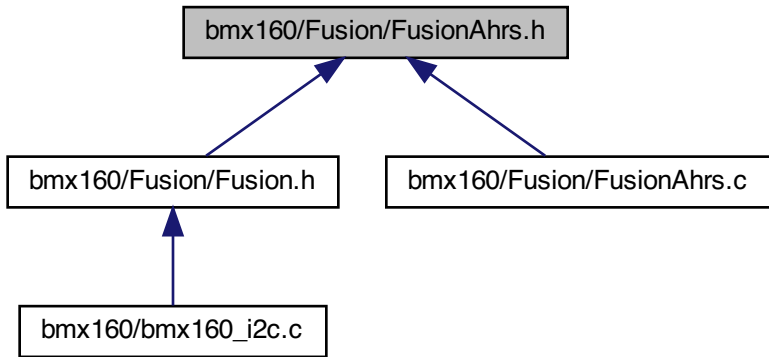 bmx160/Fusion/FusionAhrs.h
bmx160/Fusion/Fusion.h
bmx160/Fusion/FusionAhrs.c
bmx160/bmx160_i2c.c